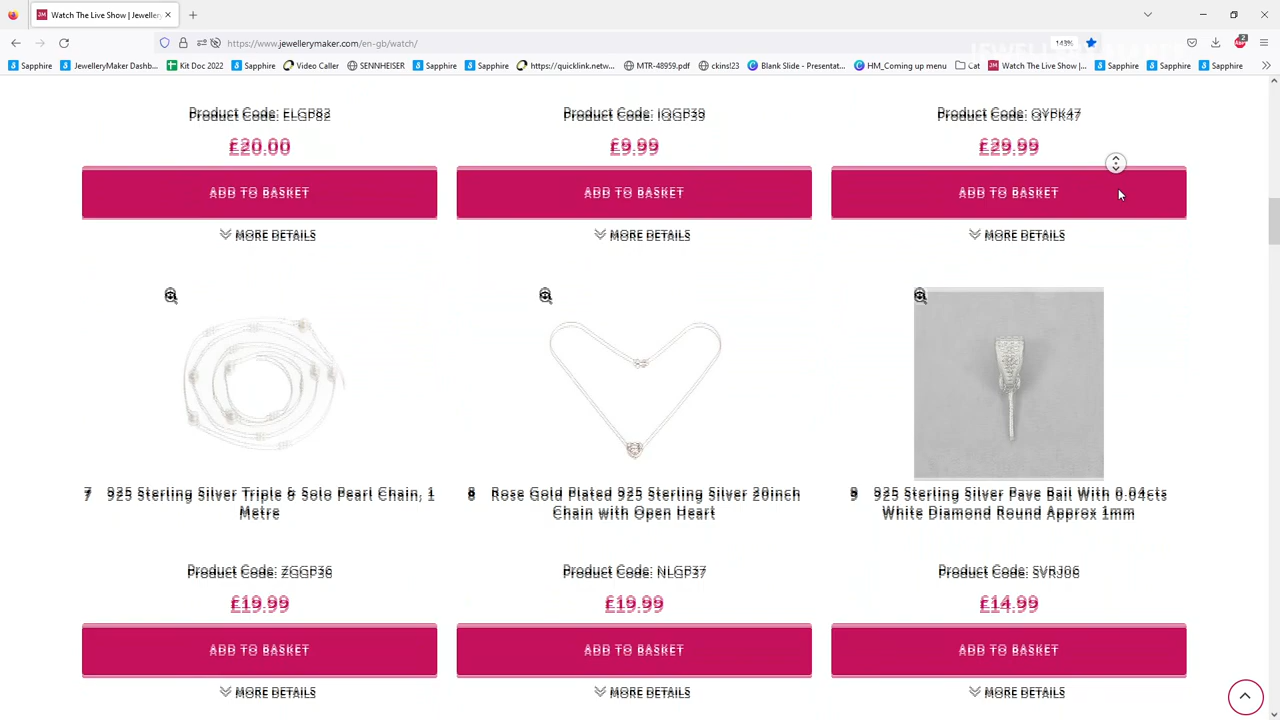 Watch The Live Show | Jeweller
https://www.jewellerymaker.com/es_gb/watch/
143%
2
Sapphire
JewelleryMaker Dashb...
Kit Doc 2022
Sapphire
Video Caller
SENNHEISER
Sapphire
Sapphire
https://quicklink.netw...
MTR-48959.pdf
ckins!23
Blank Slide - Presentat...
HM_Coming up menu
Cat
Watch The Live Show |...
Sapphire
Sapphire
Sapphire
Product Code: ELGP82
£20.00
ADD TO BASKET
MORE DETAILS
Product Code: IQGP39
£9.99
ADD TO BASKET
MORE DETAILS
Product Code: QYPK47
£29.99
ADD TO BASKET
MORE DETAILS
7 925 Sterling Silver Triple & Solo Pearl Chain, 1
Metre
Product Code: ZGGP36
£19.99
ADD TO BASKET
MORE DETAILS
8 Rose Gold Plated 925 Sterling Silver 20inch
Chain with Open Heart
Product Code: NLGP37
£19.99
ADD TO BASKET
MORE DETAILS
9 925 Sterling Silver Pave Bail With 0.04cts
White Diamond Round Approx 1mm
Product Code: SVRJ06
£14.99
ADD TO BASKET
MORE DETAILS